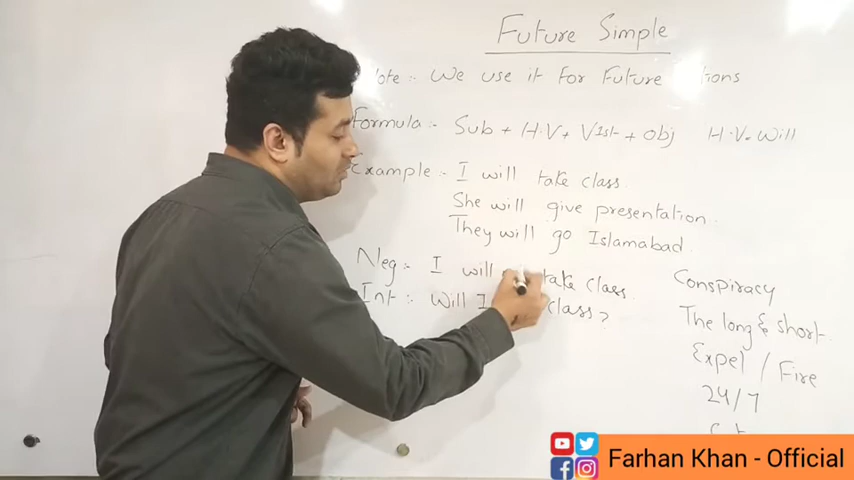 Future Simple
We use it for Future
Formula:- Sub + H.V + V1st + obj H.V = Will
Example:- I will take class.
She will give presentation.
They will go Islamabad.
Neg:- I will take class.
Int:- Will I class?
Conspiracy
The long & short.
Expel / Fire
24/7
Farhan Khan - Official